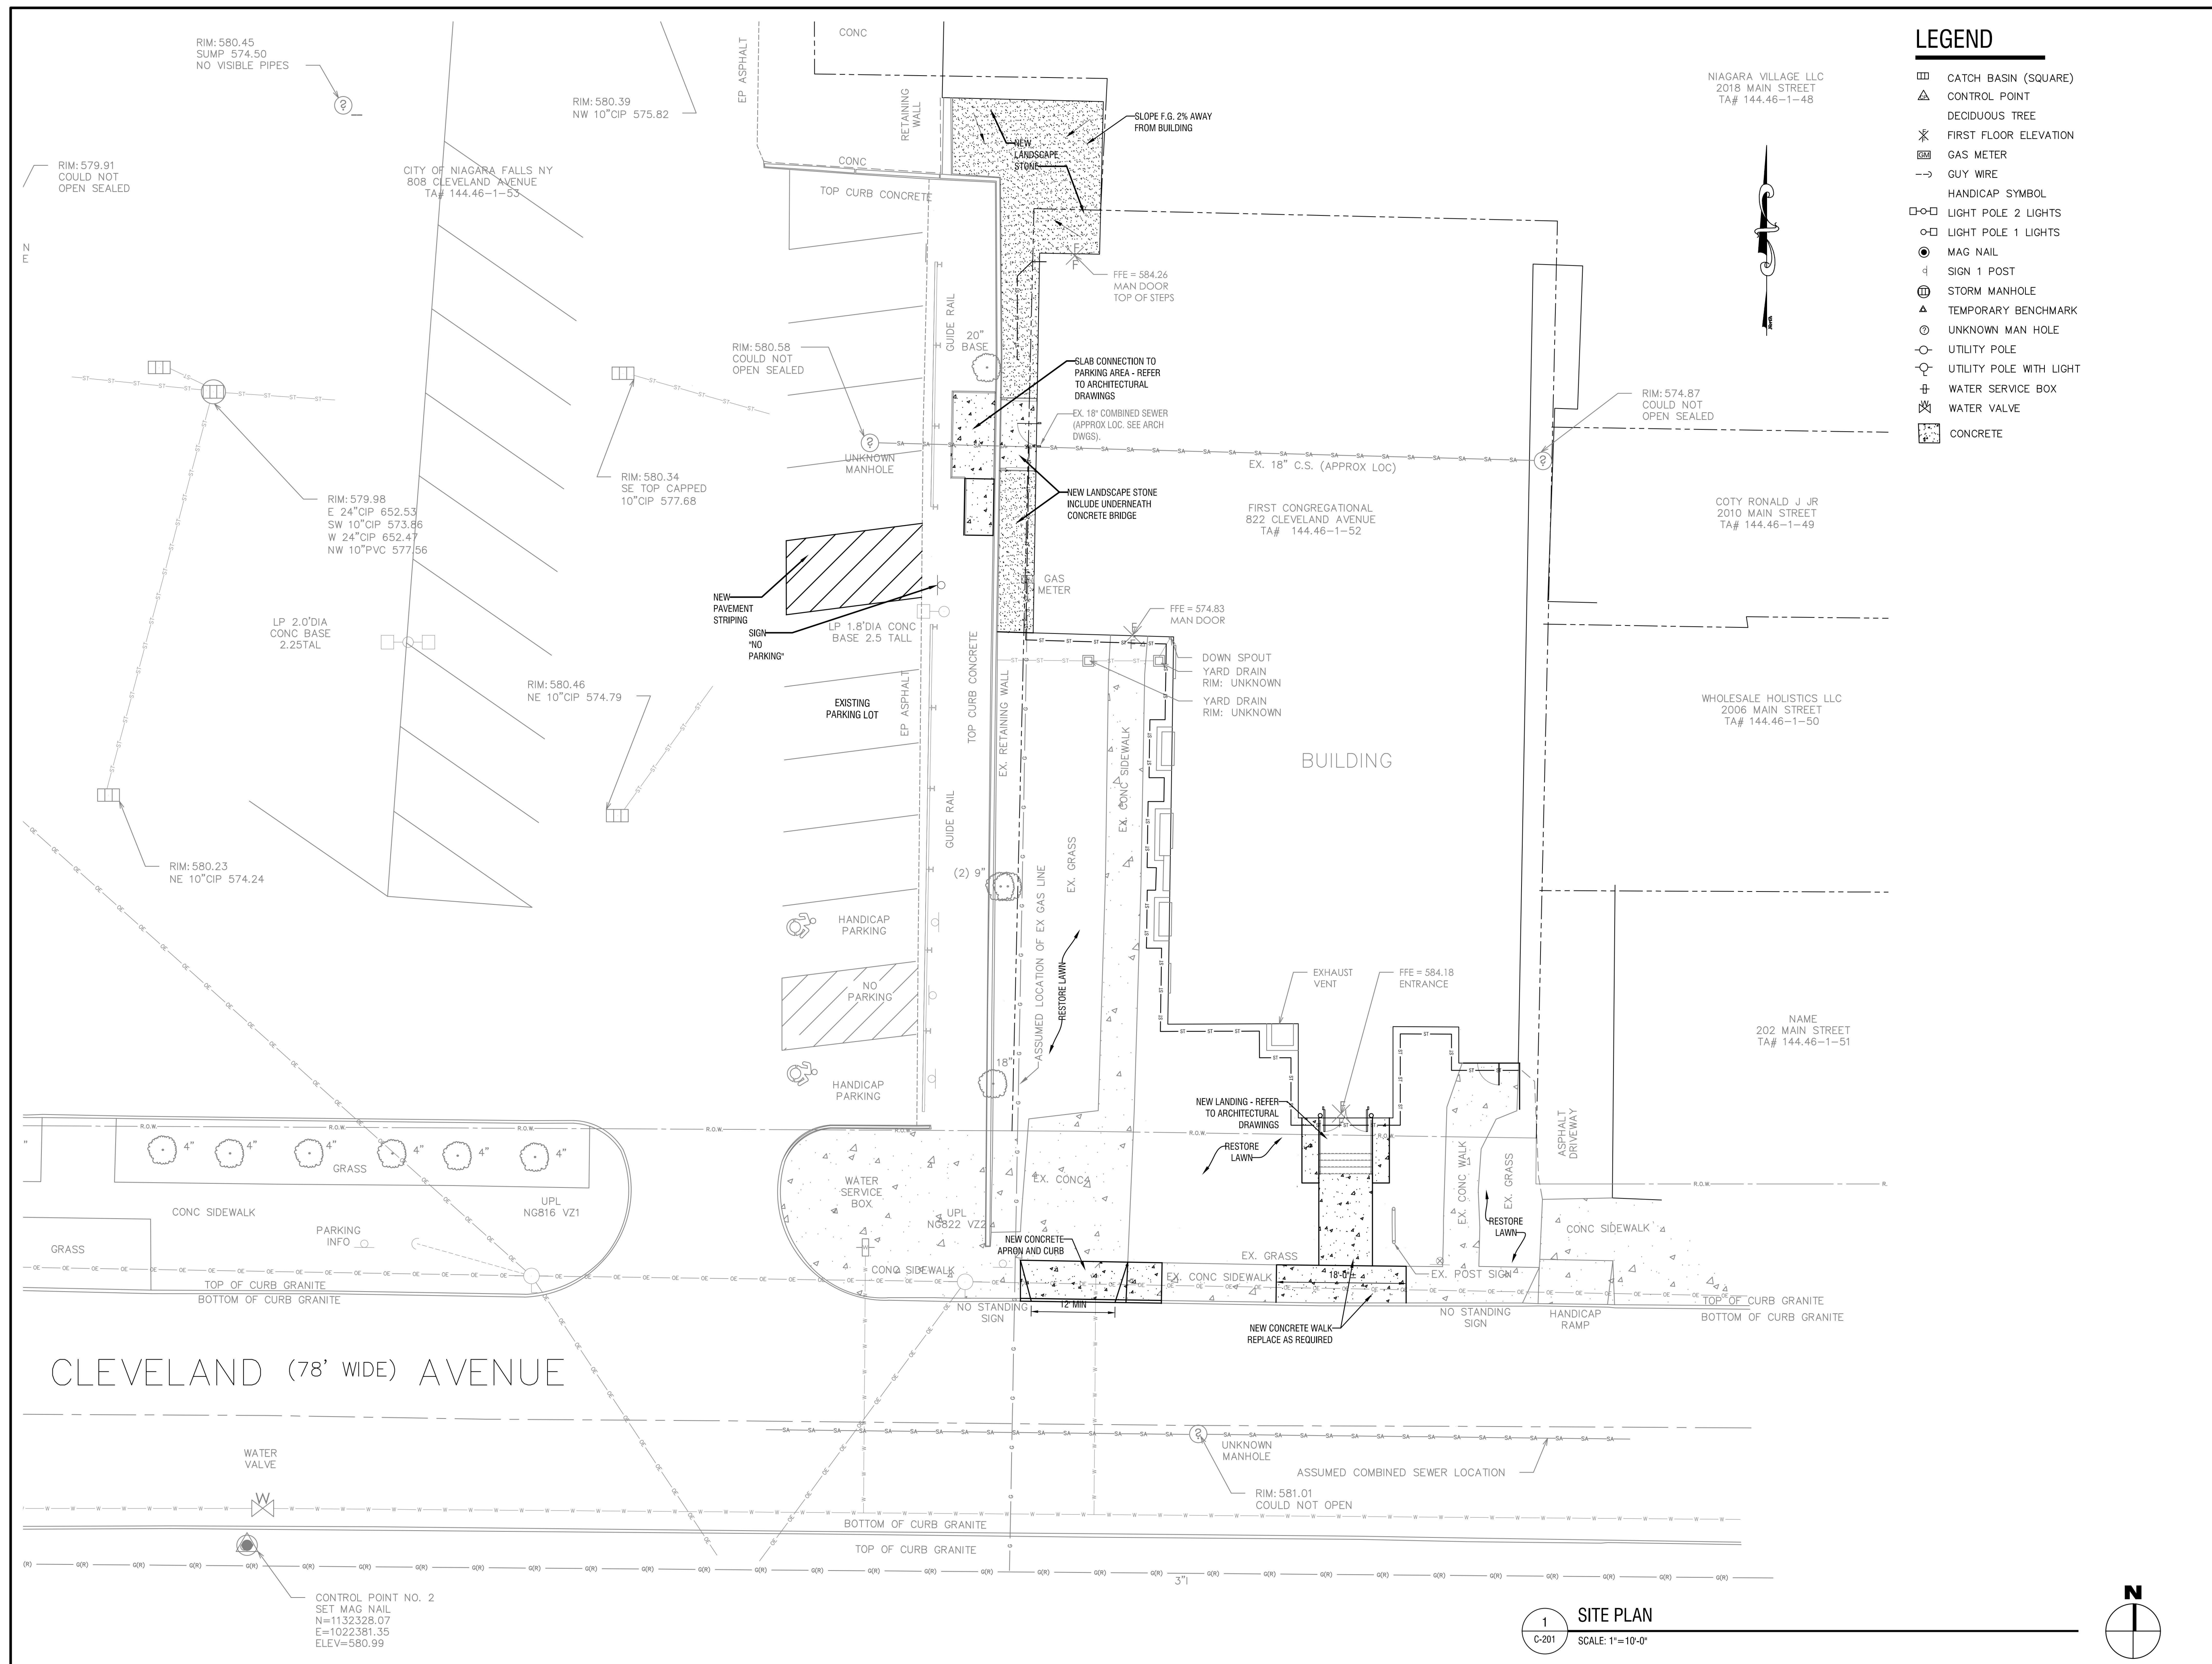 RIM: 580.45
SUMP 574.50
NO VISIBLE PIPES
RIM: 579.91
COULD NOT
OPEN SEALED
N
E
CITY OF NIAGARA FALLS NY
808 CLEVELAND AVENUE
TA# 144.46-1-53
RIM: 580.39
NW 10"CIP 575.82
EP ASPHALT
CONC
RETAINING
WALL
CONC
TOP CURB CONCRETE
NEW
LANDSCAPE
STONE
SLOPE F.G. 2% AWAY
FROM BUILDING
FFE = 584.26
MAN DOOR
TOP OF STEPS
GUIDE RAIL
20"
BASE
RIM: 580.58
COULD NOT
OPEN SEALED
UNKNOWN
MANHOLE
SLAB CONNECTION TO
PARKING AREA - REFER
TO ARCHITECTURAL
DRAWINGS
EX. 18" COMBINED SEWER
(APPROX LOC. SEE ARCH
DWGS).
EX. 18" C.S. (APPROX LOC)
NEW LANDSCAPE STONE
INCLUDE UNDERNEATH
CONCRETE BRIDGE
FIRST CONGREGATIONAL
822 CLEVELAND AVENUE
TA# 144.46-1-52
RIM: 574.87
COULD NOT
OPEN SEALED
RIM: 580.34
SE TOP CAPPED
10"CIP 577.68
RIM: 579.98
E 24"CIP 652.53
SW 10"CIP 573.86
W 24"CIP 652.47
NW 10"PVC 577.56
LP 2.0'DIA
CONC BASE
2.25TAL
NEW
PAVEMENT
STRIPING
SIGN
"NO
PARKING"
LP 1.8'DIA CONC
BASE 2.5 TALL
GAS
METER
FFE = 574.83
MAN DOOR
DOWN SPOUT
YARD DRAIN
RIM: UNKNOWN
YARD DRAIN
RIM: UNKNOWN
RIM: 580.46
NE 10"CIP 574.79
EXISTING
PARKING LOT
EP ASPHALT
TOP CURB CONCRETE
EX. RETAINING WALL
EX. CONC SIDEWALK
BUILDING
RIM: 580.23
NE 10"CIP 574.24
GUIDE RAIL
(2) 9"
EX. GRASS
ASSUMED LOCATION OF EX GAS LINE
RESTORE LAWN
HANDICAP
PARKING
NO
PARKING
HANDICAP
PARKING
18"
EXHAUST
VENT
FFE = 584.18
ENTRANCE
NEW LANDING - REFER
TO ARCHITECTURAL
DRAWINGS
RESTORE
LAWN
R.O.W.
R.O.W.
R.O.W.
R.O.W.
R.O.W.
R.O.W.
R.O.W.
R.O.W.
R.
4"
4"
4"
4"
4"
4"
GRASS
UPL
NG816 VZ1
CONC SIDEWALK
PARKING
INFO
GRASS
TOP OF CURB GRANITE
BOTTOM OF CURB GRANITE
WATER
SERVICE
BOX
UPL
NG822 VZ2
EX. CONC
NEW CONCRETE
APRON AND CURB
CONC SIDEWALK
NO STANDING
SIGN
12' MIN
EX. GRASS
EX. CONC SIDEWALK
18'-0"±
NEW CONCRETE WALK
REPLACE AS REQUIRED
EX. POST SIGN
EX. CONC WALK
EX. GRASS
RESTORE
LAWN
ASPHALT
DRIVEWAY
CONC SIDEWALK
NO STANDING
SIGN
HANDICAP
RAMP
TOP OF CURB GRANITE
BOTTOM OF CURB GRANITE
CLEVELAND (78' WIDE) AVENUE
WATER
VALVE
W
UNKNOWN
MANHOLE
ASSUMED COMBINED SEWER LOCATION
RIM: 581.01
COULD NOT OPEN
BOTTOM OF CURB GRANITE
TOP OF CURB GRANITE
3"I
CONTROL POINT NO. 2
SET MAG NAIL
N=1132328.07
E=1022381.35
ELEV=580.99
NIAGARA VILLAGE LLC
2018 MAIN STREET
TA# 144.46-1-48
North
COTY RONALD J JR
2010 MAIN STREET
TA# 144.46-1-49
WHOLESALE HOLISTICS LLC
2006 MAIN STREET
TA# 144.46-1-50
NAME
202 MAIN STREET
TA# 144.46-1-51
LEGEND
CATCH BASIN (SQUARE)
CONTROL POINT
DECIDUOUS TREE
FIRST FLOOR ELEVATION
GM GAS METER
GUY WIRE
HANDICAP SYMBOL
LIGHT POLE 2 LIGHTS
LIGHT POLE 1 LIGHTS
MAG NAIL
SIGN 1 POST
STORM MANHOLE
TEMPORARY BENCHMARK
? UNKNOWN MAN HOLE
UTILITY POLE
UTILITY POLE WITH LIGHT
WATER SERVICE BOX
W WATER VALVE
CONCRETE
1
C-201
SITE PLAN
SCALE: 1"=10'-0"
N